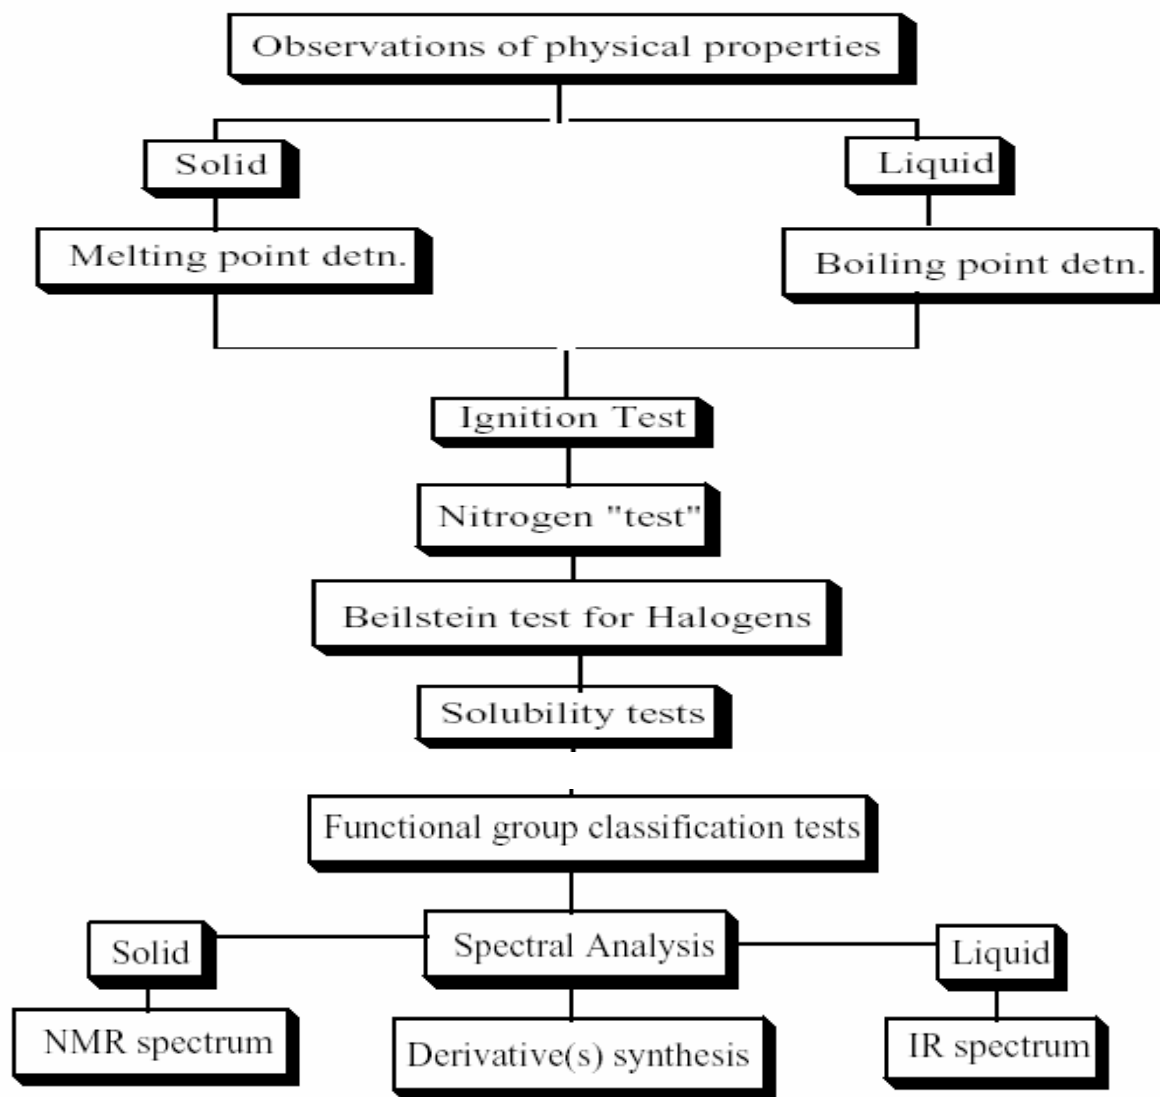 Observations of physical properties
Solid
Liquid
Melting point detn.
Boiling point detn.
Ignition Test
Nitrogen "test"
Beilstein test for Halogens
Solubility tests
Functional group classification tests
Solid
Spectral Analysis
Liquid
NMR spectrum
Derivative(s) synthesis
IR spectrum